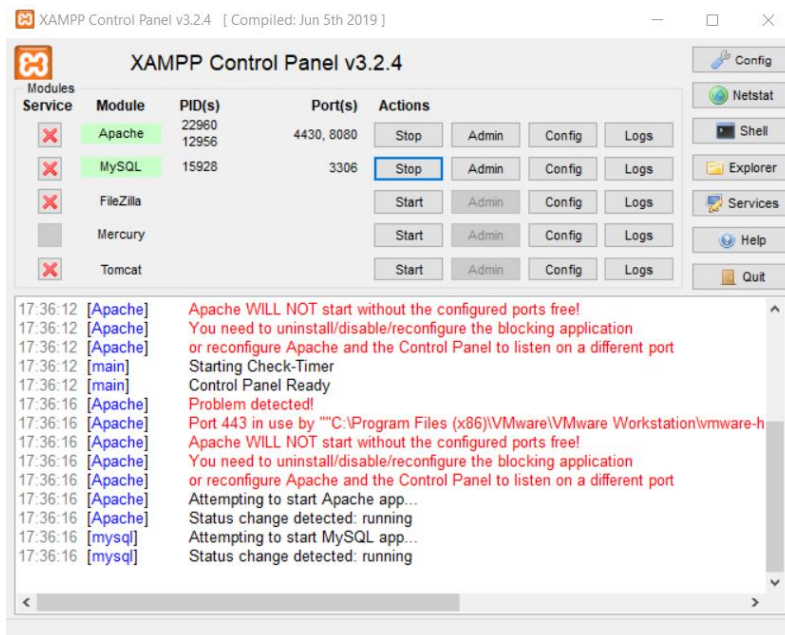 XAMPP Control Panel v3.2.4 [ Compiled: Jun 5th 2019 ]
XAMPP Control Panel v3.2.4
Config
Modules
Service Module PID(s) Port(s) Actions
Netstat
Apache 22960 12956 4430, 8080 Stop Admin Config Logs
Shell
MySQL 15928 3306 Stop Admin Config Logs
Explorer
FileZilla Start Admin Config Logs
Services
Mercury Start Admin Config Logs
Help
Tomcat Start Admin Config Logs
Quit
17:36:12 [Apache] Apache WILL NOT start without the configured ports free!
17:36:12 [Apache] You need to uninstall/disable/reconfigure the blocking application
17:36:12 [Apache] or reconfigure Apache and the Control Panel to listen on a different port
17:36:12 [main] Starting Check-Timer
17:36:12 [main] Control Panel Ready
17:36:16 [Apache] Problem detected!
17:36:16 [Apache] Port 443 in use by ""C:\Program Files (x86)\VMware\VMware Workstation\vmware-h
17:36:16 [Apache] Apache WILL NOT start without the configured ports free!
17:36:16 [Apache] You need to uninstall/disable/reconfigure the blocking application
17:36:16 [Apache] or reconfigure Apache and the Control Panel to listen on a different port
17:36:16 [Apache] Attempting to start Apache app...
17:36:16 [Apache] Status change detected: running
17:36:16 [mysql] Attempting to start MySQL app...
17:36:16 [mysql] Status change detected: running